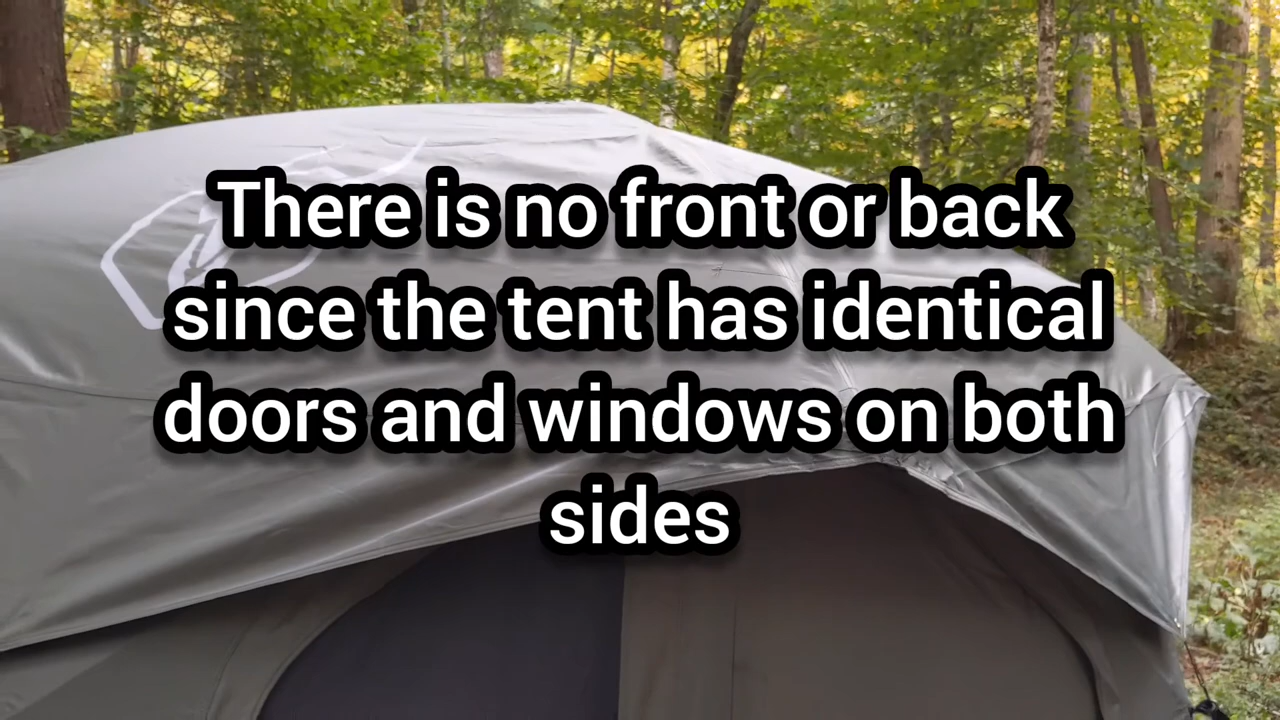 There is no front or back
since the tent has identical
doors and windows on both
sides